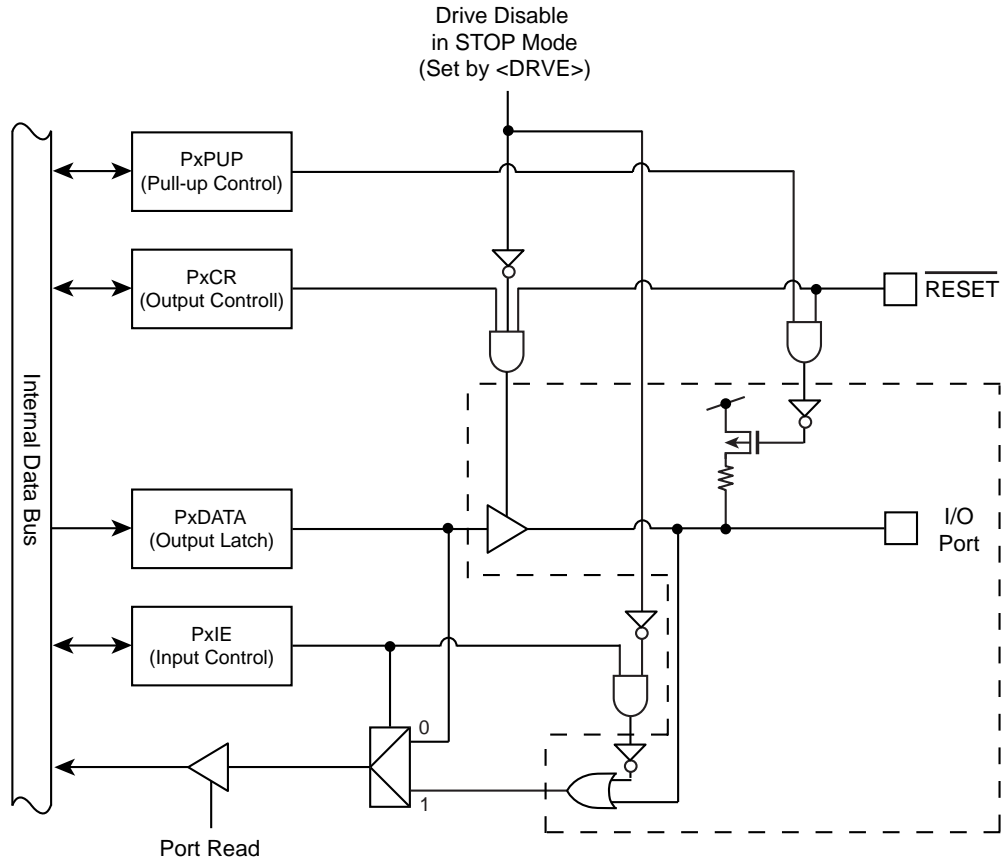 Drive Disable
in STOP Mode
(Set by <DRVE>)
PxPUP
(Pull-up Control)
PxCR
(Output Controll)
RESET
Internal Data Bus
PxDATA
(Output Latch)
I/O
Port
PxIE
(Input Control)
0
1
Port Read